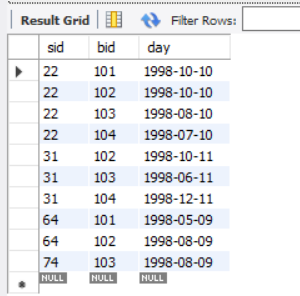 Result Grid Filter Rows:
sid bid day
22 101 1998-10-10
22 102 1998-10-10
22 103 1998-08-10
22 104 1998-07-10
31 102 1998-10-11
31 103 1998-06-11
31 104 1998-12-11
64 101 1998-05-09
64 102 1998-08-09
74 103 1998-08-09
NULL NULL NULL